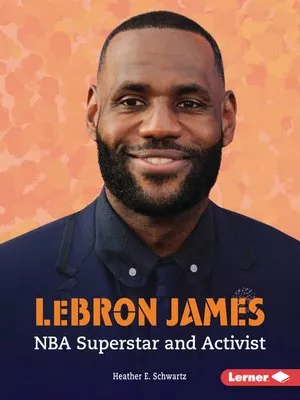 LEBRON JAMES
NBA Superstar and Activist
Heather E. Schwartz
Lerner